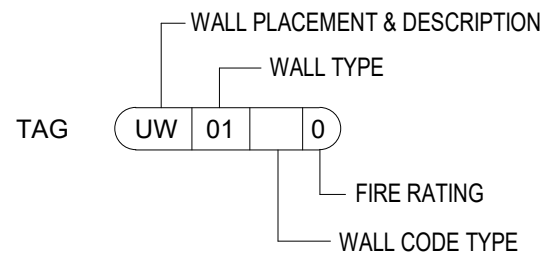 WALL PLACEMENT & DESCRIPTION
WALL TYPE
TAG UW 01 0
FIRE RATING
WALL CODE TYPE